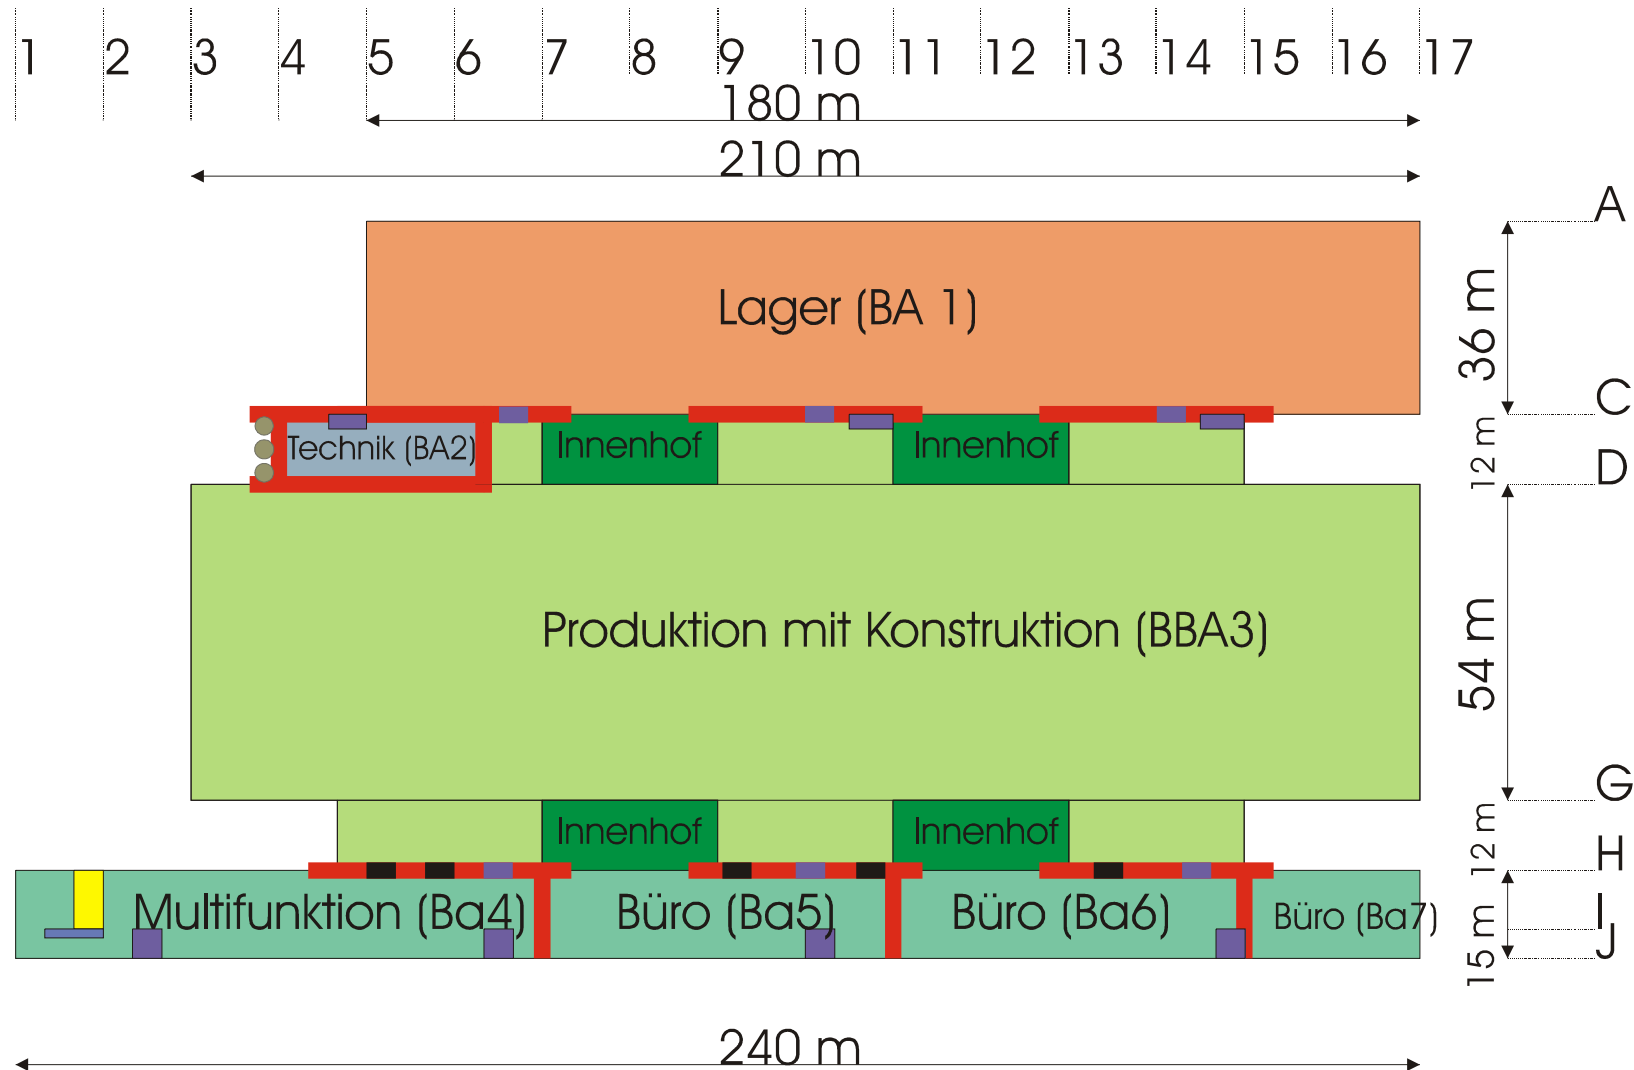 1 2 3 4 5 6 7 8 9 10 11 12 13 14 15 16 17
180 m
210 m
A
Lager (BA 1)
36 m
C
Technik (BA2)
Innenhof
Innenhof
12 m
D
Produktion mit Konstruktion (BBA3)
54 m
G
Innenhof
Innenhof
12 m
H
Multifunktion (Ba4)
Büro (Ba5)
Büro (Ba6)
Büro (Ba7)
I
15 m
J
240 m